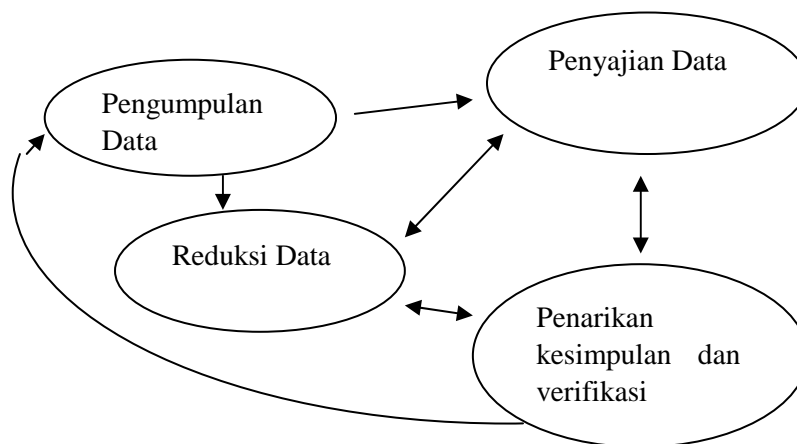 Pengumpulan
Data
Penyajian Data
Reduksi Data
Penarikan
kesimpulan dan
verifikasi